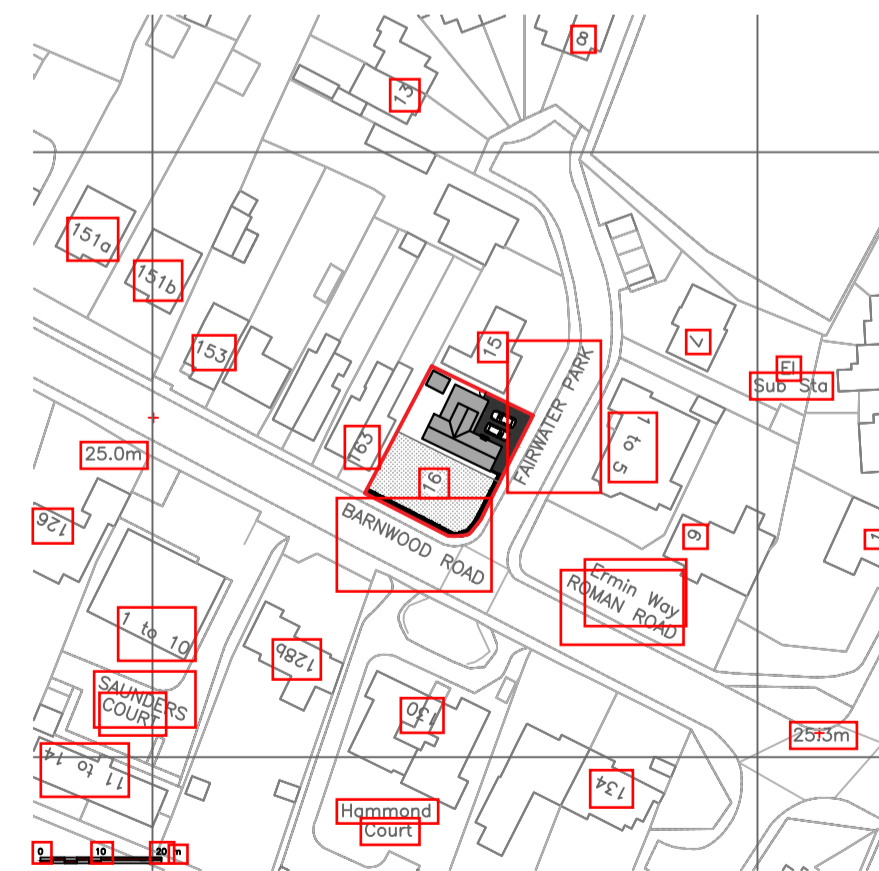 8
13
151a
151b
153
15
7
El
Sub Sta
FAIRWATER PARK
1 to 5
163
25.0m
16
BARNWOOD ROAD
126
6
Ermin Way
ROMAN ROAD
1 to 10
128b
SAUNDERS
COURT
130
25.3m
11 to 14
134
Hammond
Court
0 10 20 m